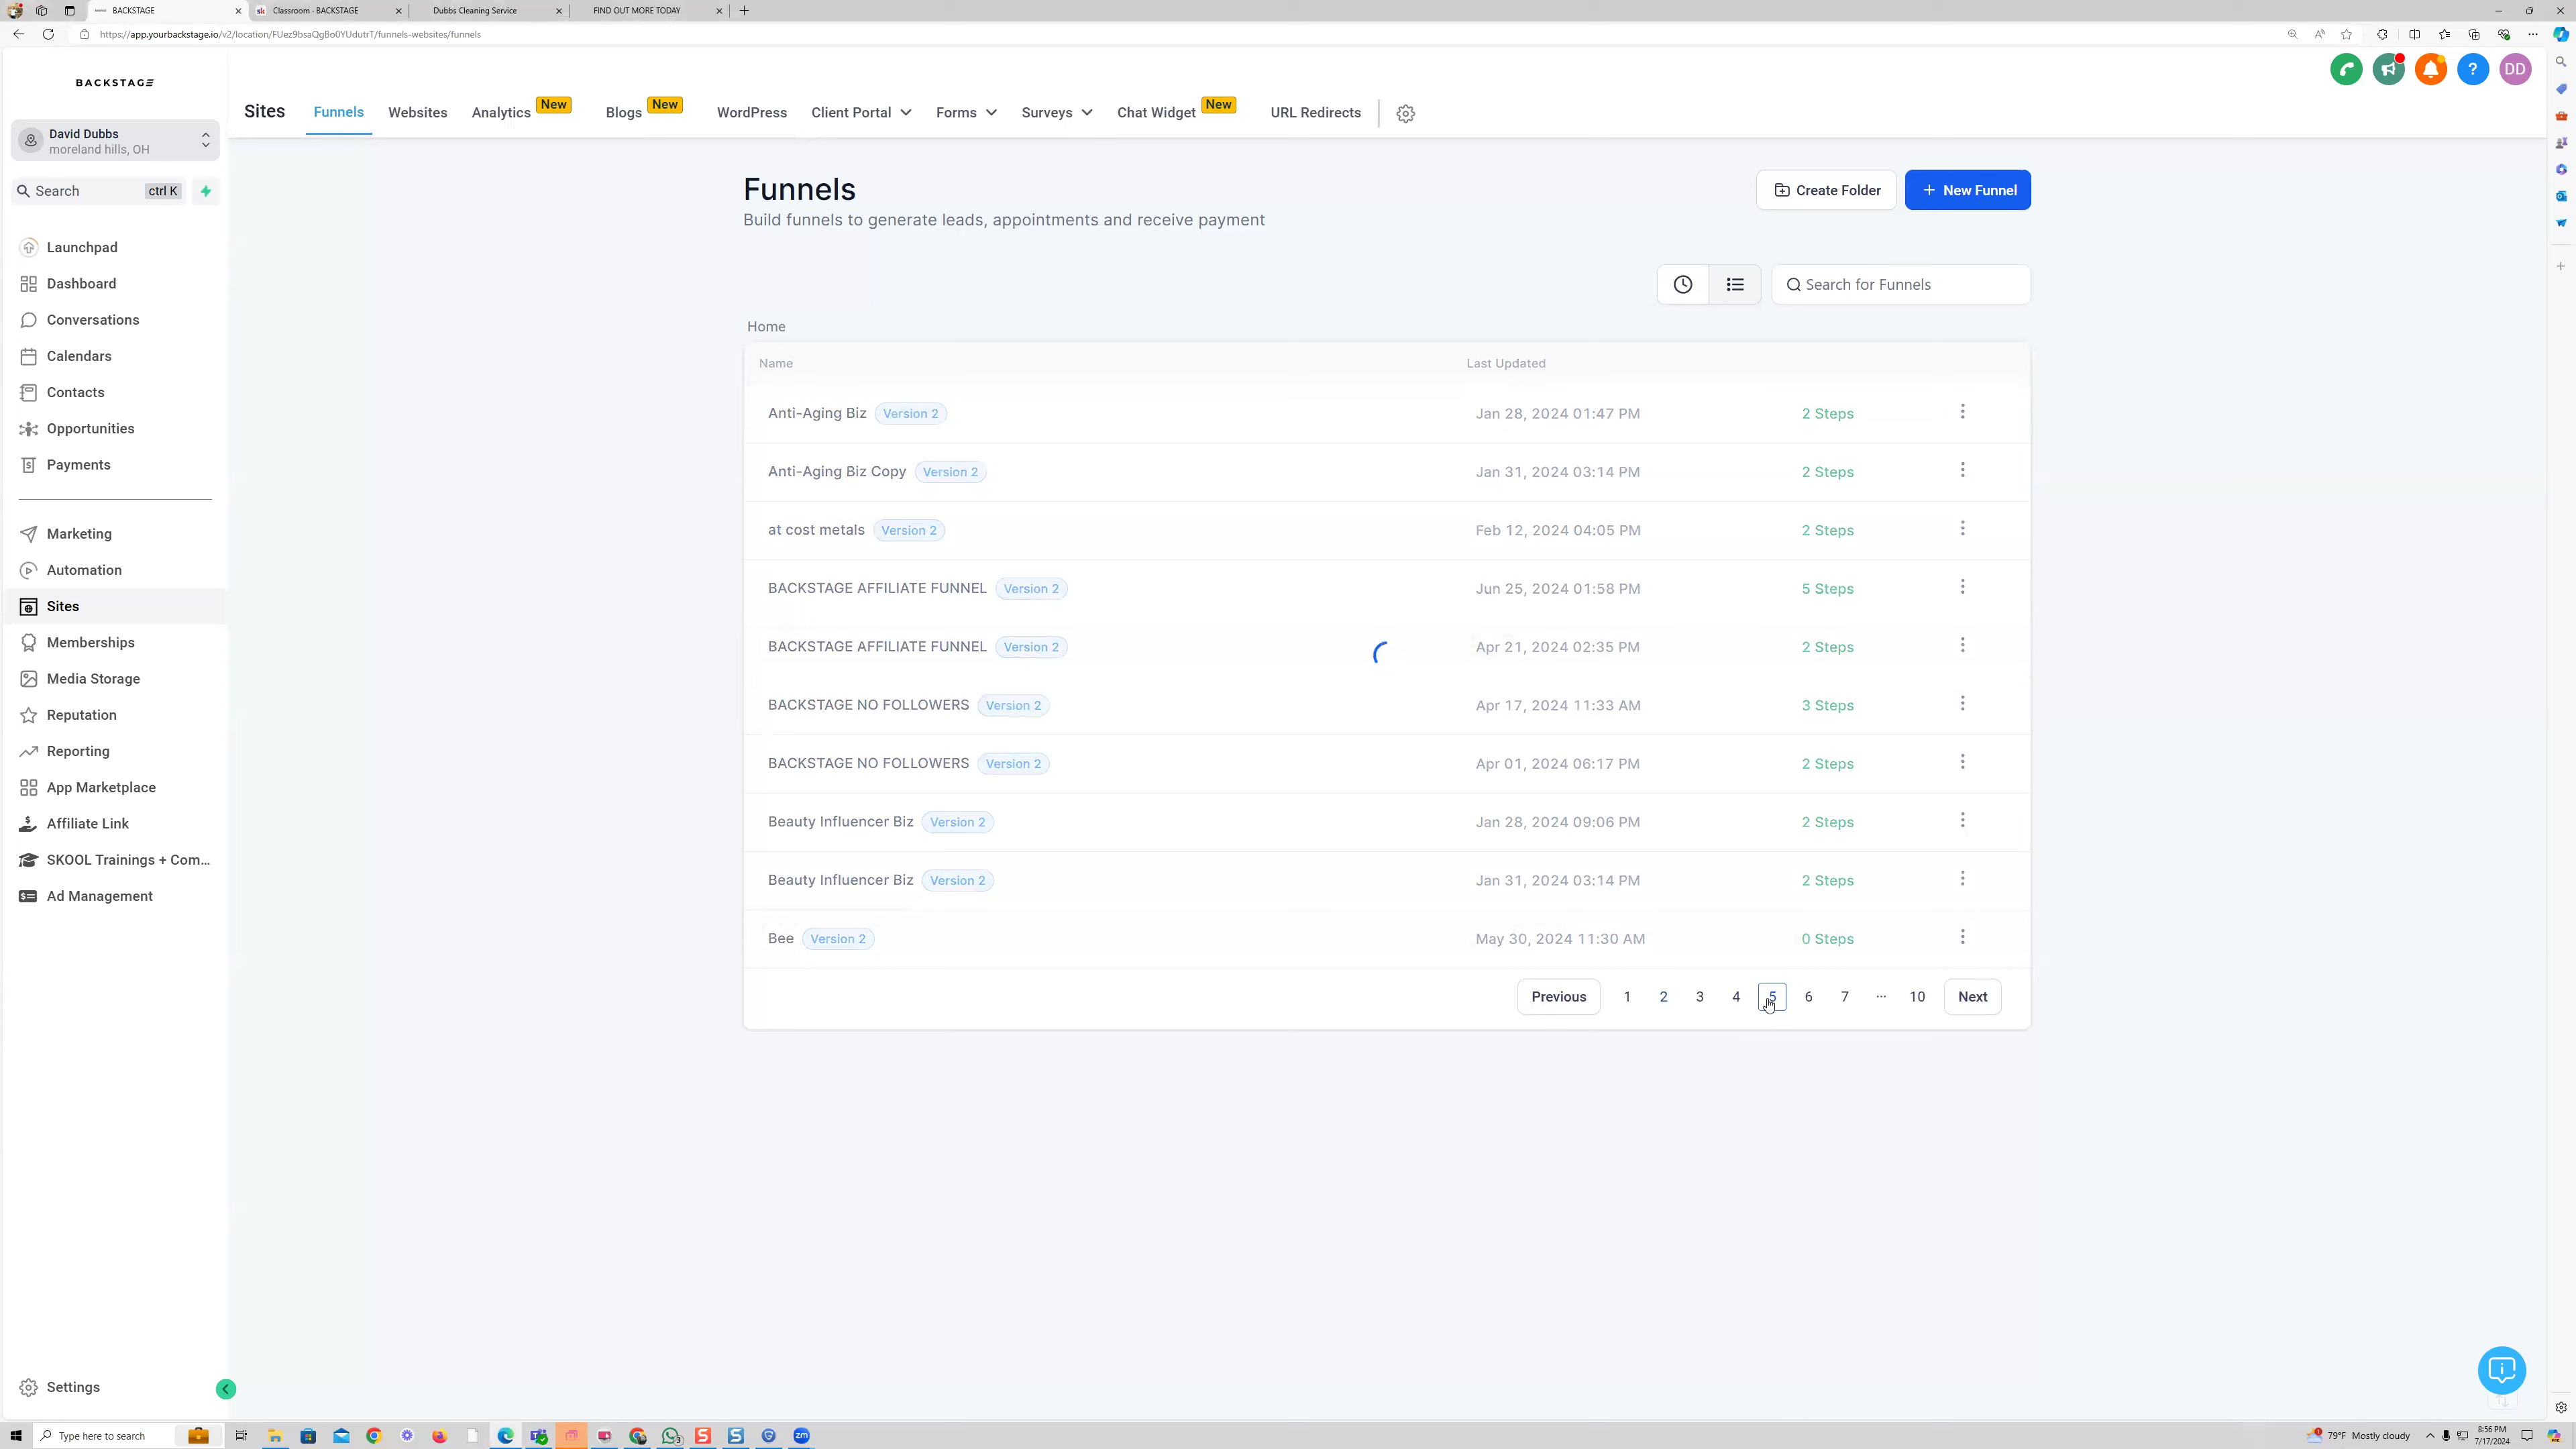 BACKSTAGE
Classroom - BACKSTAGE
Dubbs Cleaning Service
FIND OUT MORE TODAY
https://app.yourbackstage.io/v2/location/FUez9bsaQgBo0YUdutrT/funnels-websites/funnels
BACKSTAGE
David Dubbs
moreland hills, OH
Search
ctrl K
Launchpad
Dashboard
Conversations
Calendars
Contacts
Opportunities
Payments
Marketing
Automation
Sites
Memberships
Media Storage
Reputation
Reporting
App Marketplace
Affiliate Link
SKOOL Trainings + Com...
Ad Management
Settings
Sites
Funnels
Websites
Analytics New
Blogs New
WordPress
Client Portal
Forms
Surveys
Chat Widget New
URL Redirects
DD
Funnels
Build funnels to generate leads, appointments and receive payment
Create Folder
+ New Funnel
Search for Funnels
Home
Name Last Updated
Anti-Aging Biz Version 2 Jan 28, 2024 01:47 PM 2 Steps
Anti-Aging Biz Copy Version 2 Jan 31, 2024 03:14 PM 2 Steps
at cost metals Version 2 Feb 12, 2024 04:05 PM 2 Steps
BACKSTAGE AFFILIATE FUNNEL Version 2 Jun 25, 2024 01:58 PM 5 Steps
BACKSTAGE AFFILIATE FUNNEL Version 2 Apr 21, 2024 02:35 PM 2 Steps
BACKSTAGE NO FOLLOWERS Version 2 Apr 17, 2024 11:33 AM 3 Steps
BACKSTAGE NO FOLLOWERS Version 2 Apr 01, 2024 06:17 PM 2 Steps
Beauty Influencer Biz Version 2 Jan 28, 2024 09:06 PM 2 Steps
Beauty Influencer Biz Version 2 Jan 31, 2024 03:14 PM 2 Steps
Bee Version 2 May 30, 2024 11:30 AM 0 Steps
Previous 1 2 3 4 5 6 7 ... 10 Next
Type here to search
79°F Mostly cloudy
8:56 PM
7/17/2024